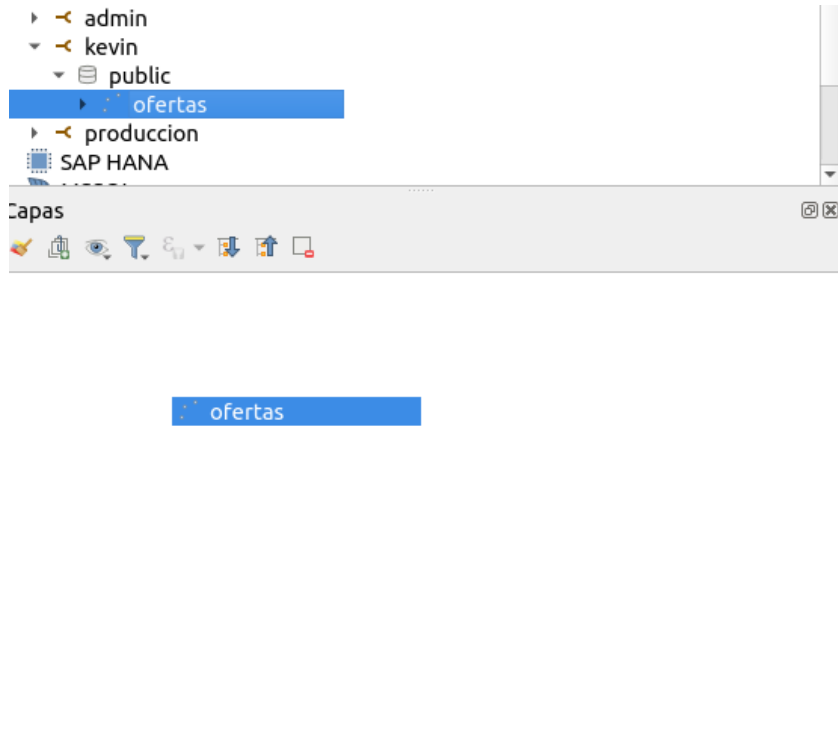 admin
kevin
public
ofertas
produccion
SAP HANA
Capas
ofertas